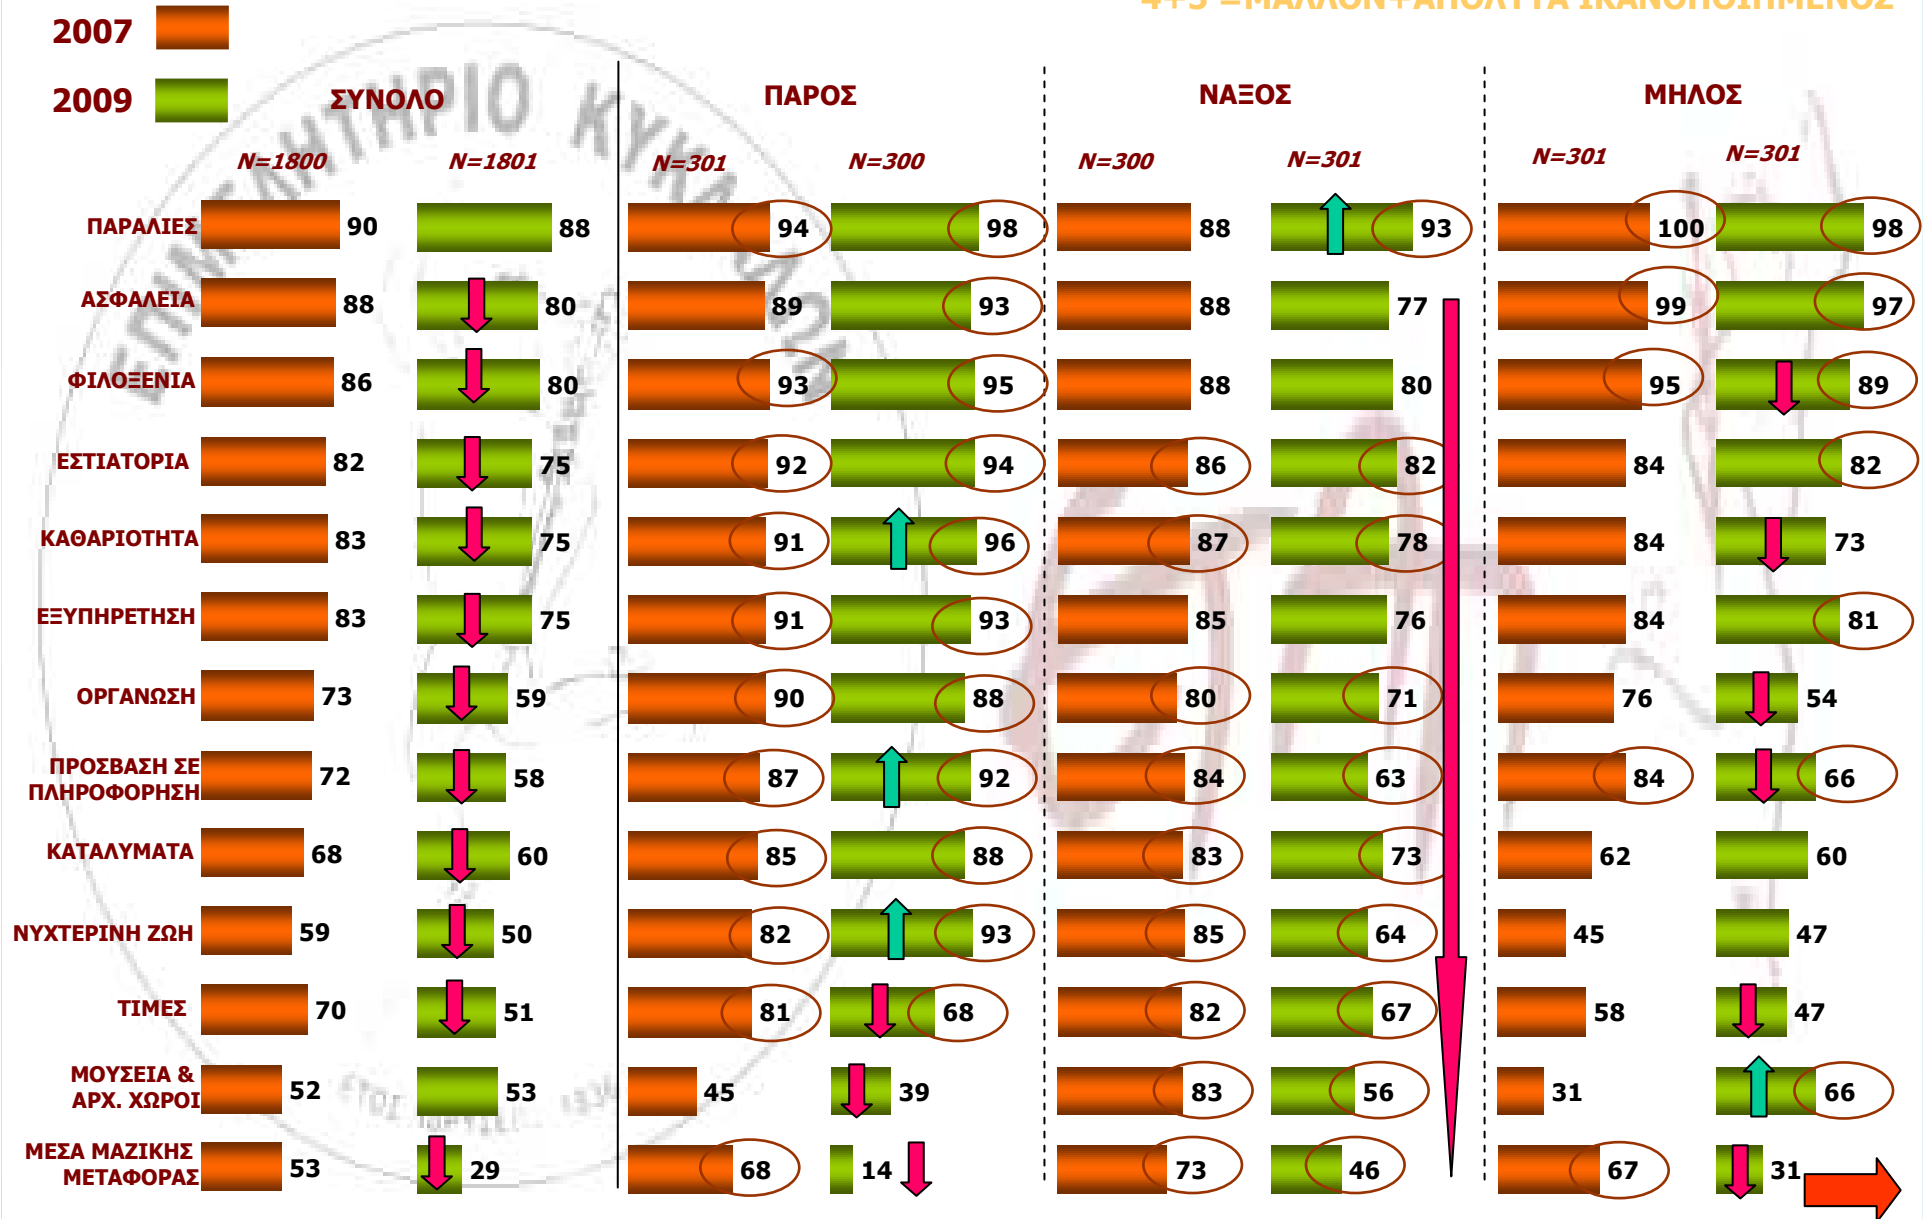 4+5 =ΜΑΛΛΟΝ+ΑΠΟΛΥΤΑ ΙΚΑΝΟΠΟΙΗΜΕΝΟΣ
2007
2009
ΣΥΝΟΛΟ ΠΑΡΟΣ ΝΑΞΟΣ ΜΗΛΟΣ
N=1800 N=1801 N=301 N=300 N=300 N=301 N=301 N=301
ΠΑΡΑΛΙΕΣ 90 88 94 98 88 93 100 98
ΑΣΦΑΛΕΙΑ 88 80 89 93 88 77 99 97
ΦΙΛΟΞΕΝΙΑ 86 80 93 95 88 80 95 89
ΕΣΤΙΑΤΟΡΙΑ 82 75 92 94 86 82 84 82
ΚΑΘΑΡΙΟΤΗΤΑ 83 75 91 96 87 78 84 73
ΕΞΥΠΗΡΕΤΗΣΗ 83 75 91 93 85 76 84 81
ΟΡΓΑΝΩΣΗ 73 59 90 88 80 71 76 54
ΠΡΟΣΒΑΣΗ ΣΕ
ΠΛΗΡΟΦΟΡΗΣΗ 72 58 87 92 84 63 84 66
ΚΑΤΑΛΥΜΑΤΑ 68 60 85 88 83 73 62 60
ΝΥΧΤΕΡΙΝΗ ΖΩΗ 59 50 82 93 85 64 45 47
ΤΙΜΕΣ 70 51 81 68 82 67 58 47
ΜΟΥΣΕΙΑ &
ΑΡΧ. ΧΩΡΟΙ 52 53 45 39 83 56 31 66
ΜΕΣΑ ΜΑΖΙΚΗΣ
ΜΕΤΑΦΟΡΑΣ 53 29 68 14 73 46 67 31
ΕΠΙΜΕΛΗΤΗΡΙΟ ΚΥΚΛΑΔΩΝ